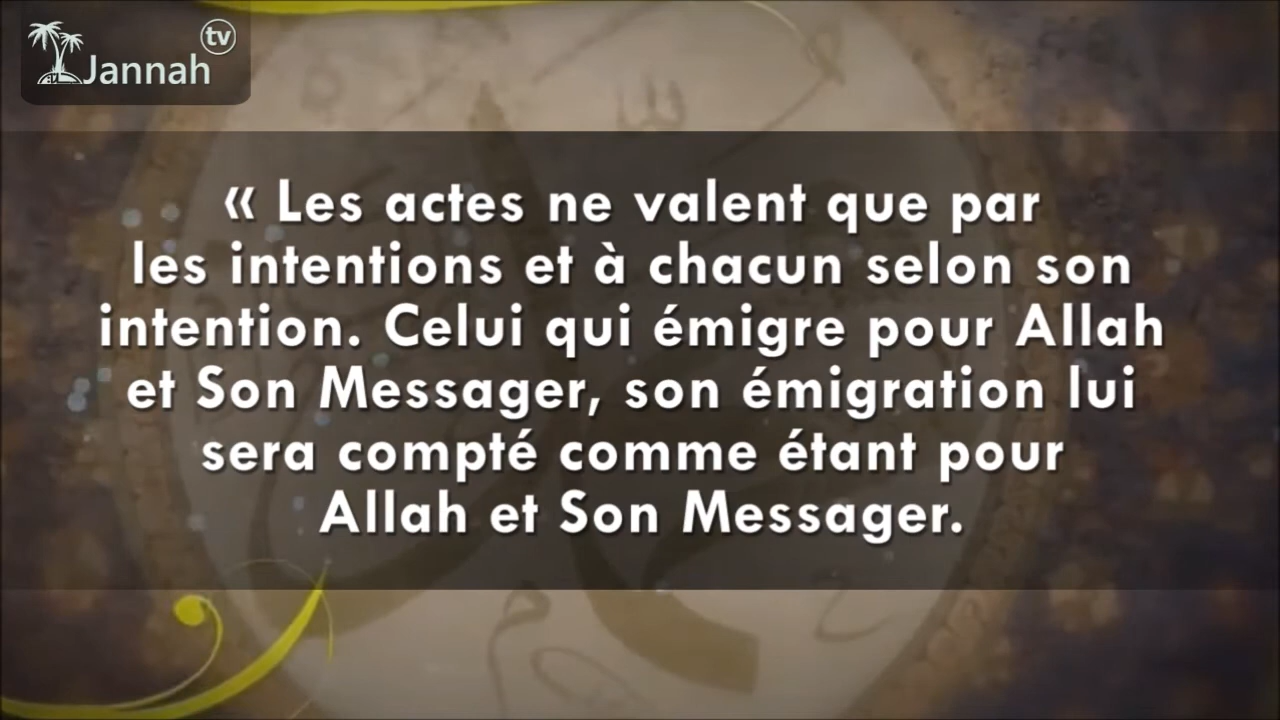 Jannah tv
« Les actes ne valent que par
les intentions et à chacun selon son
intention. Celui qui émigre pour Allah
et Son Messager, son émigration lui
sera compté comme étant pour
Allah et Son Messager.